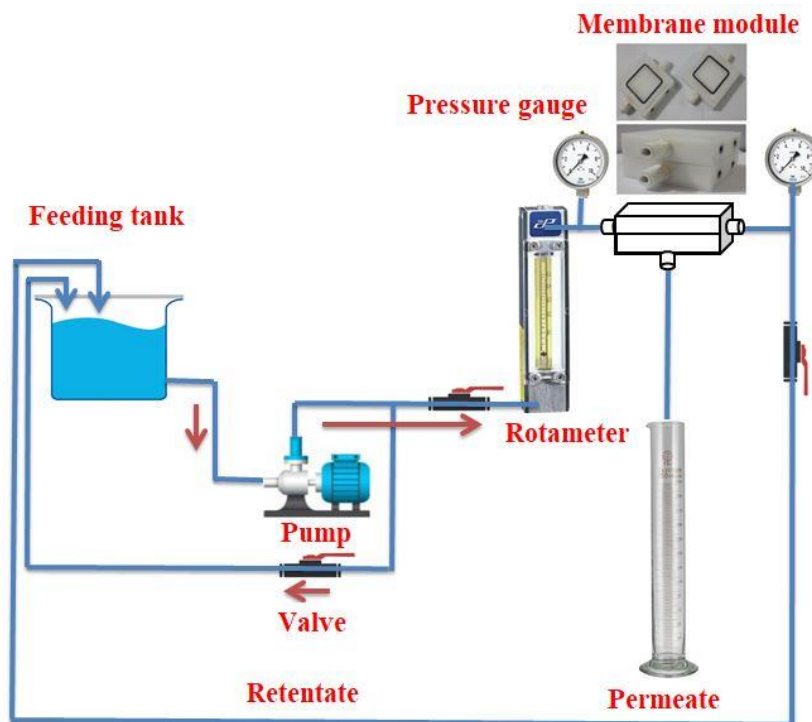 Membrane module
Pressure gauge
Feeding tank
Rotameter
Pump
Valve
Retentate
Permeate